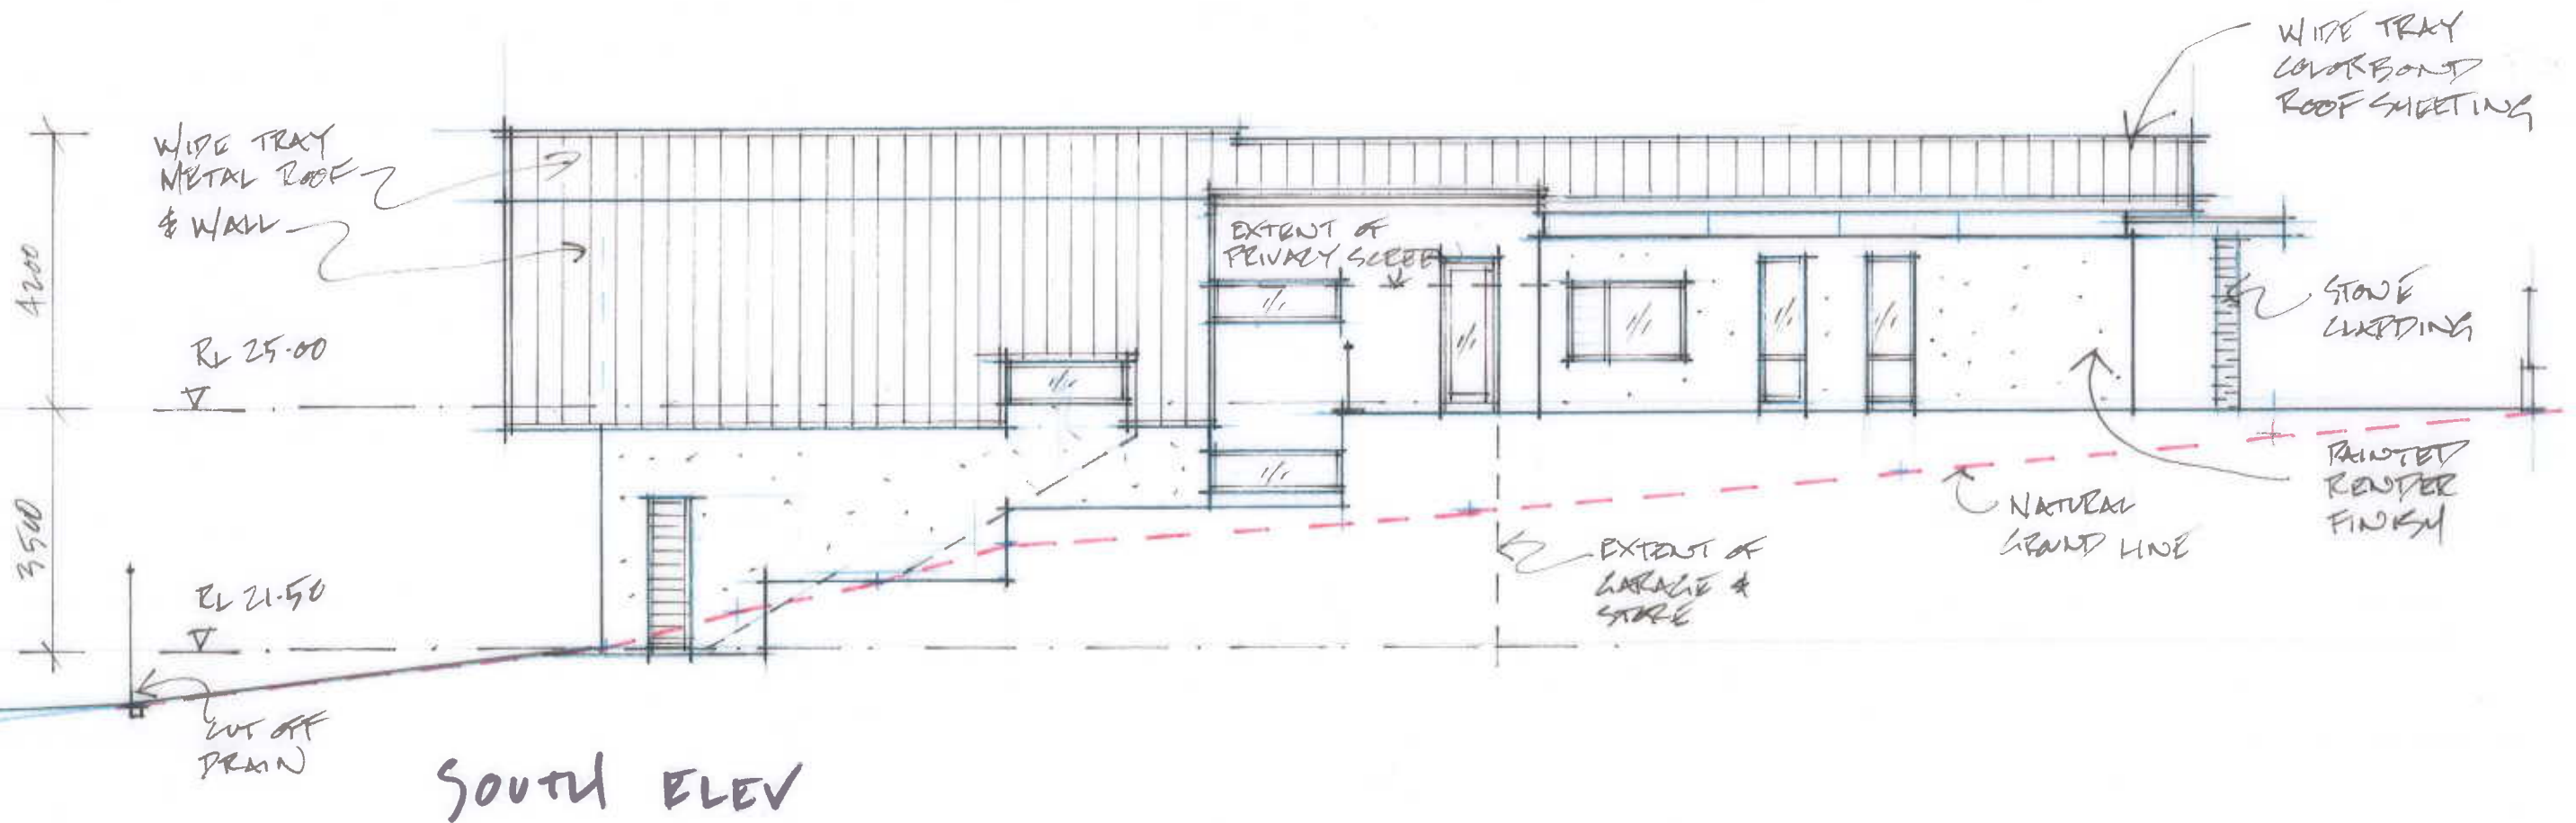 WIDE TRAY
COLORBOND
ROOF SHEETING
WIDE TRAY
METAL ROOF
& WALL
EXTENT OF
PRIVACY SCREE
4200
STONE
CLADDING
RL 25.00
PAINTED
RENDER
FINISH
NATURAL
GROUND LINE
3500
EXTENT OF
GARAGE &
STORE
RL 21.50
CUT OFF
DRAIN
SOUTH ELEV